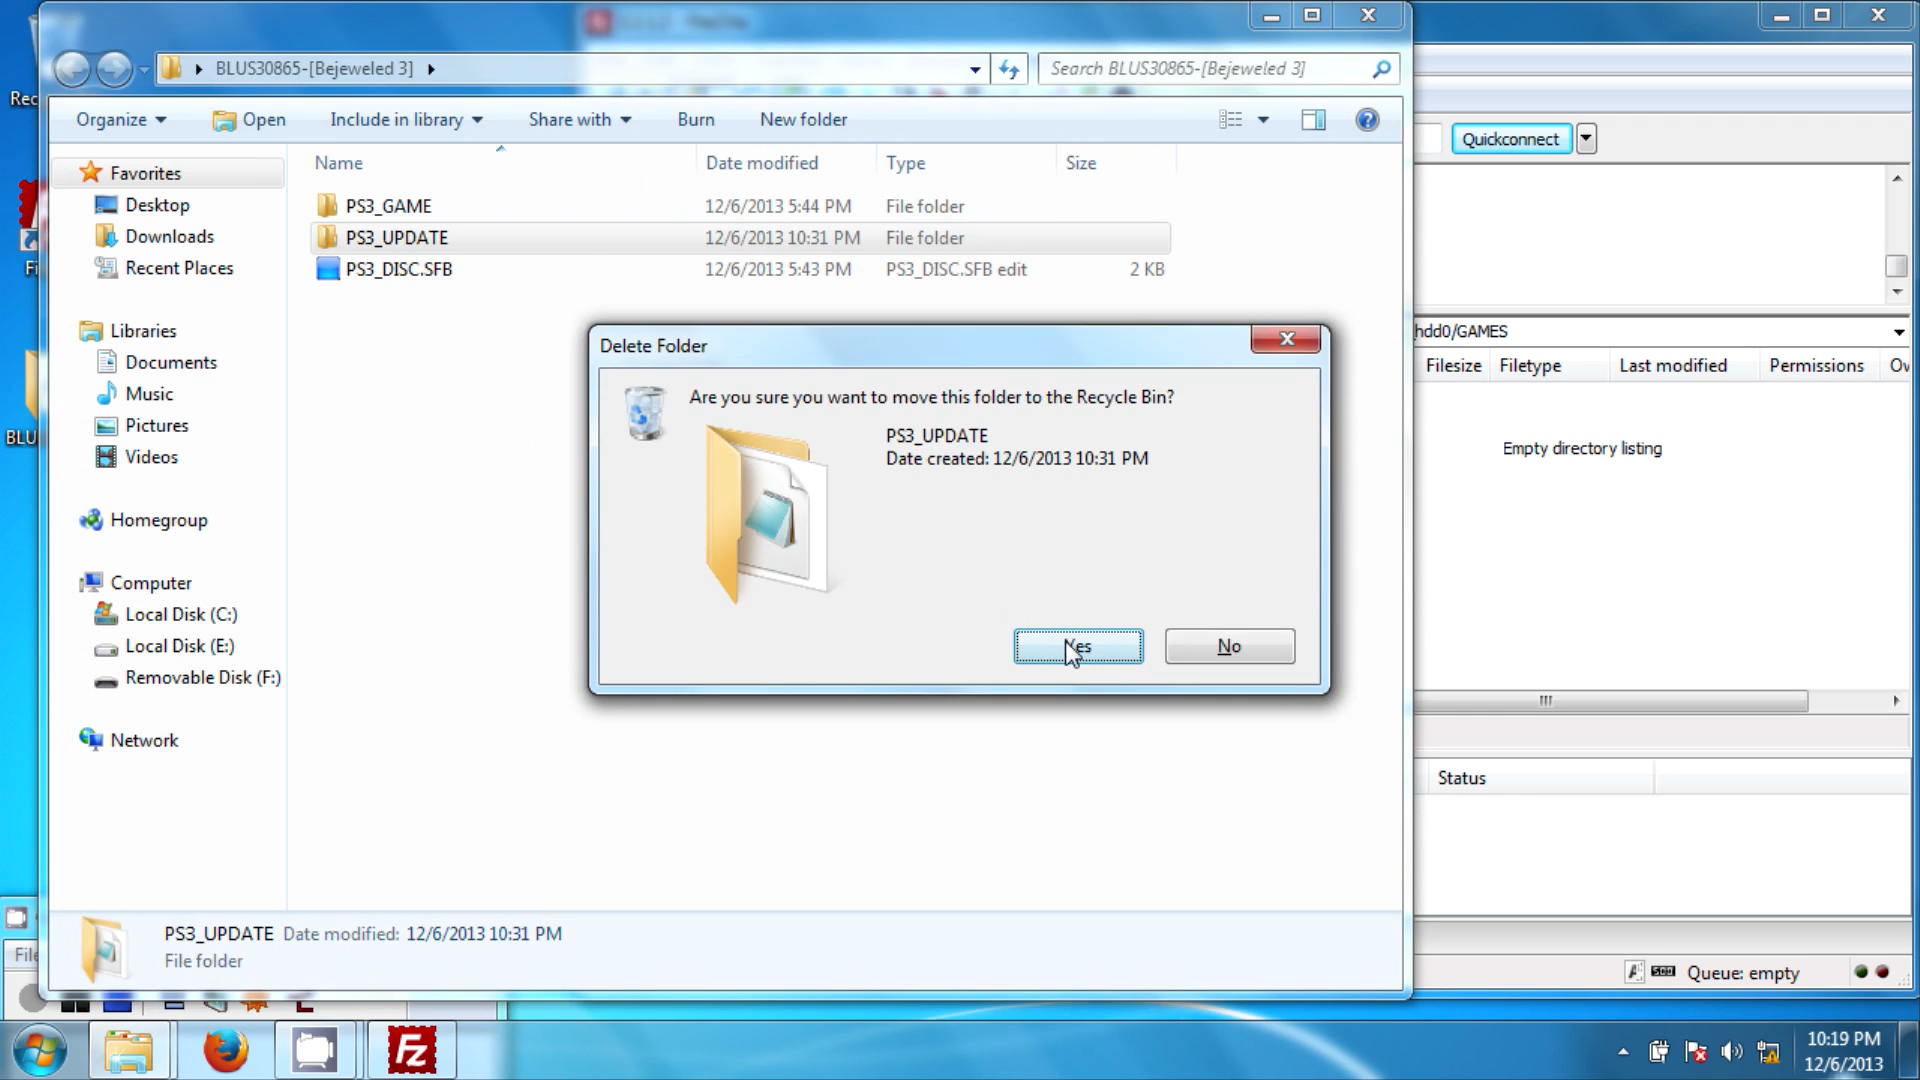 BLUS30865-[Bejeweled 3]
Search BLUS30865-[Bejeweled 3]
Organize
Open
Include in library
Share with
Burn
New folder
Quickconnect
Name
Date modified
Type
Size
PS3_GAME 12/6/2013 5:44 PM File folder
PS3_UPDATE 12/6/2013 10:31 PM File folder
PS3_DISC.SFB 12/6/2013 5:43 PM PS3_DISC.SFB edit 2 KB
Favorites
Desktop
Downloads
Recent Places
Libraries
Documents
Music
Pictures
Videos
Homegroup
Computer
Local Disk (C:)
Local Disk (E:)
Removable Disk (F:)
Network
Delete Folder
Are you sure you want to move this folder to the Recycle Bin?
PS3_UPDATE
Date created: 12/6/2013 10:31 PM
Yes
No
hdd0/GAMES
Filesize Filetype Last modified Permissions Ow
Empty directory listing
Status
Queue: empty
PS3_UPDATE Date modified: 12/6/2013 10:31 PM
File folder
Rec
Fi
BLU
File
Fz
10:19 PM
12/6/2013